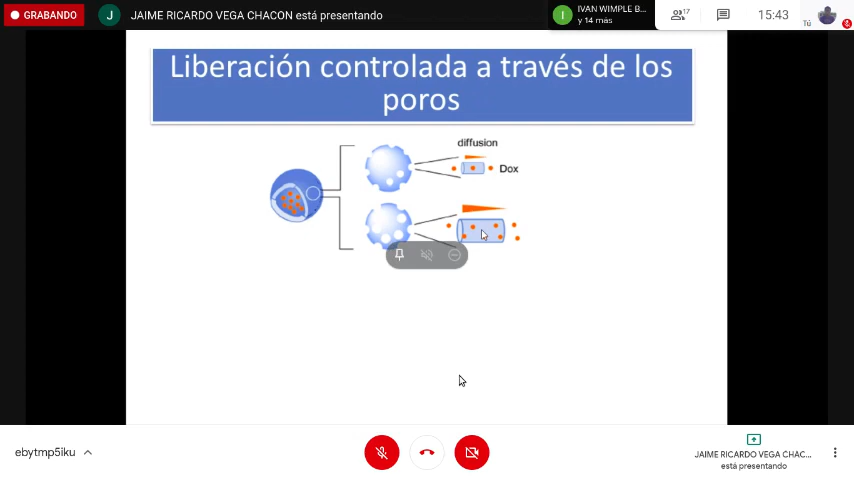 GRABANDO
J
JAIME RICARDO VEGA CHACON está presentando
I
IVAN WIMPLE B...
y 14 más
17
15:43
Tú
Liberación controlada a través de los
poros
diffusion
Dox
ebytmp5iku
JAIME RICARDO VEGA CHAC...
está presentando